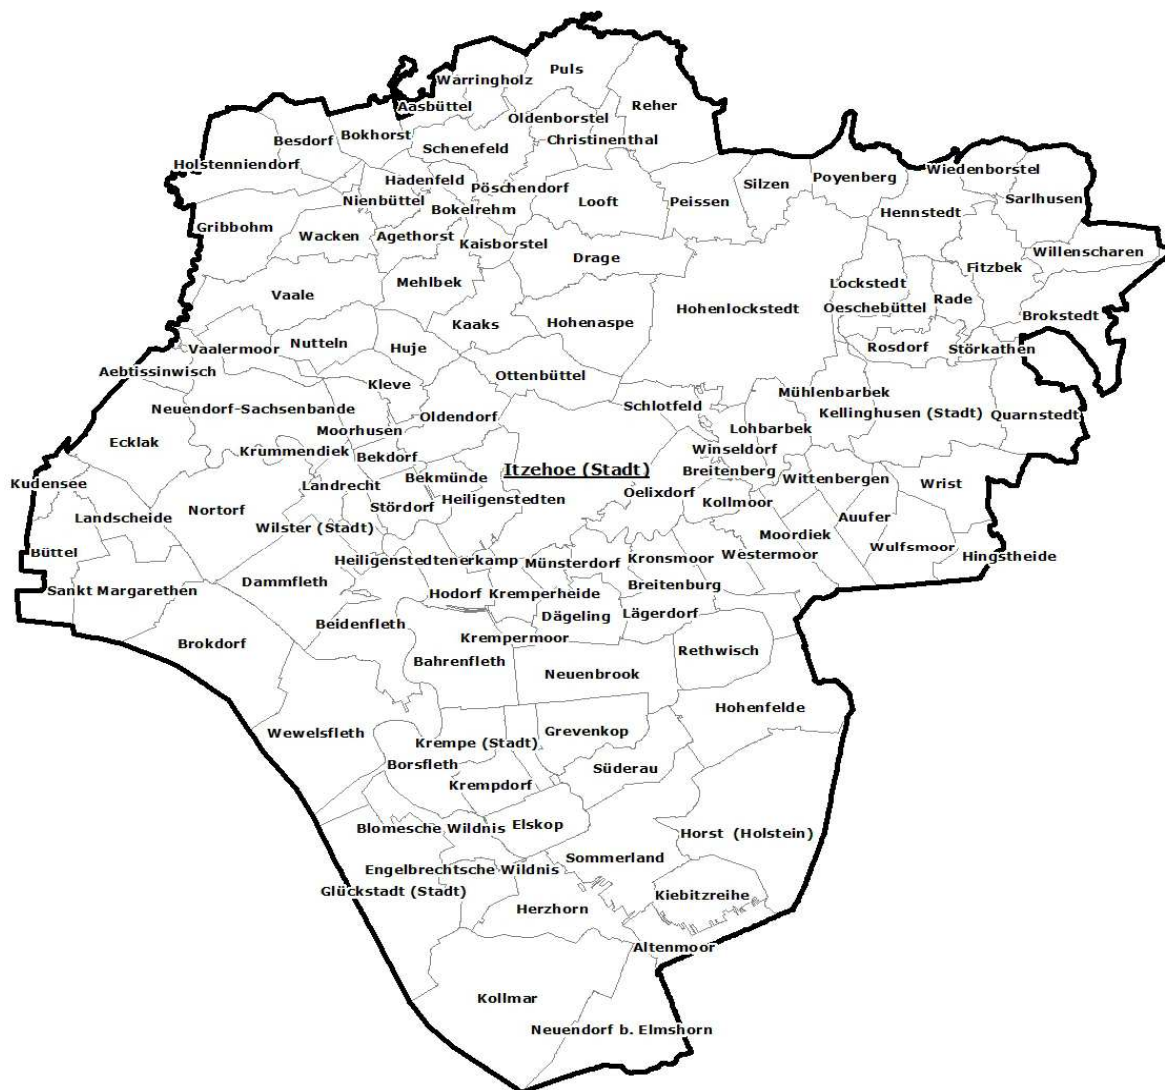 Puls
Warringholz
Aasbüttel
Reher
Oldenborstel
Bokhorst
Besdorf
Christinenthal
Schenefeld
Holstenniendorf
Wiedenborstel
Poyenberg
Silzen
Hadenfeld
Pöschendorf
Sarlhusen
Nienbüttel
Looft
Peissen
Bokelrehm
Hennstedt
Gribbohm
Wacken
Agethorst
Kaisborstel
Willenscharen
Drage
Fitzbek
Mehlbek
Lockstedt
Vaale
Rade
Hohenlockstedt
Oeschebüttel
Brokstedt
Kaaks
Hohenaspe
Nutteln
Huje
Rosdorf
Störkathen
Vaalermoor
Aebtissinwisch
Ottenbüttel
Kleve
Mühlenbarbek
Neuendorf-Sachsenbande
Schlotfeld
Kellinghusen (Stadt)
Quarnstedt
Oldendorf
Moorhusen
Lohbarbek
Ecklak
Krummendiek
Winseldorf
Bekdorf
Itzehoe (Stadt)
Breitenberg
Bekmünde
Wittenbergen
Kudensee
Landrecht
Wrist
Oelixdorf
Heiligenstedten
Kollmoor
Stördorf
Nortorf
Landscheide
Auufer
Wilster (Stadt)
Moordiek
Wulfsmoor
Büttel
Westermoor
Hingstheide
Heiligenstedtenerkamp
Münsterdorf
Kronsmoor
Dammfleth
Breitenburg
Sankt Margarethen
Hodorf
Kremperheide
Lägerdorf
Dägeling
Beidenfleth
Krempermoor
Brokdorf
Rethwisch
Bahrenfleth
Neuenbrook
Hohenfelde
Wewelsfleth
Grevenkop
Krempe (Stadt)
Borsfleth
Süderau
Krempdorf
Elskop
Blomesche Wildnis
Horst (Holstein)
Sommerland
Engelbrechtsche Wildnis
Glückstadt (Stadt)
Kiebitzreihe
Herzhorn
Altenmoor
Kollmar
Neuendorf b. Elmshorn